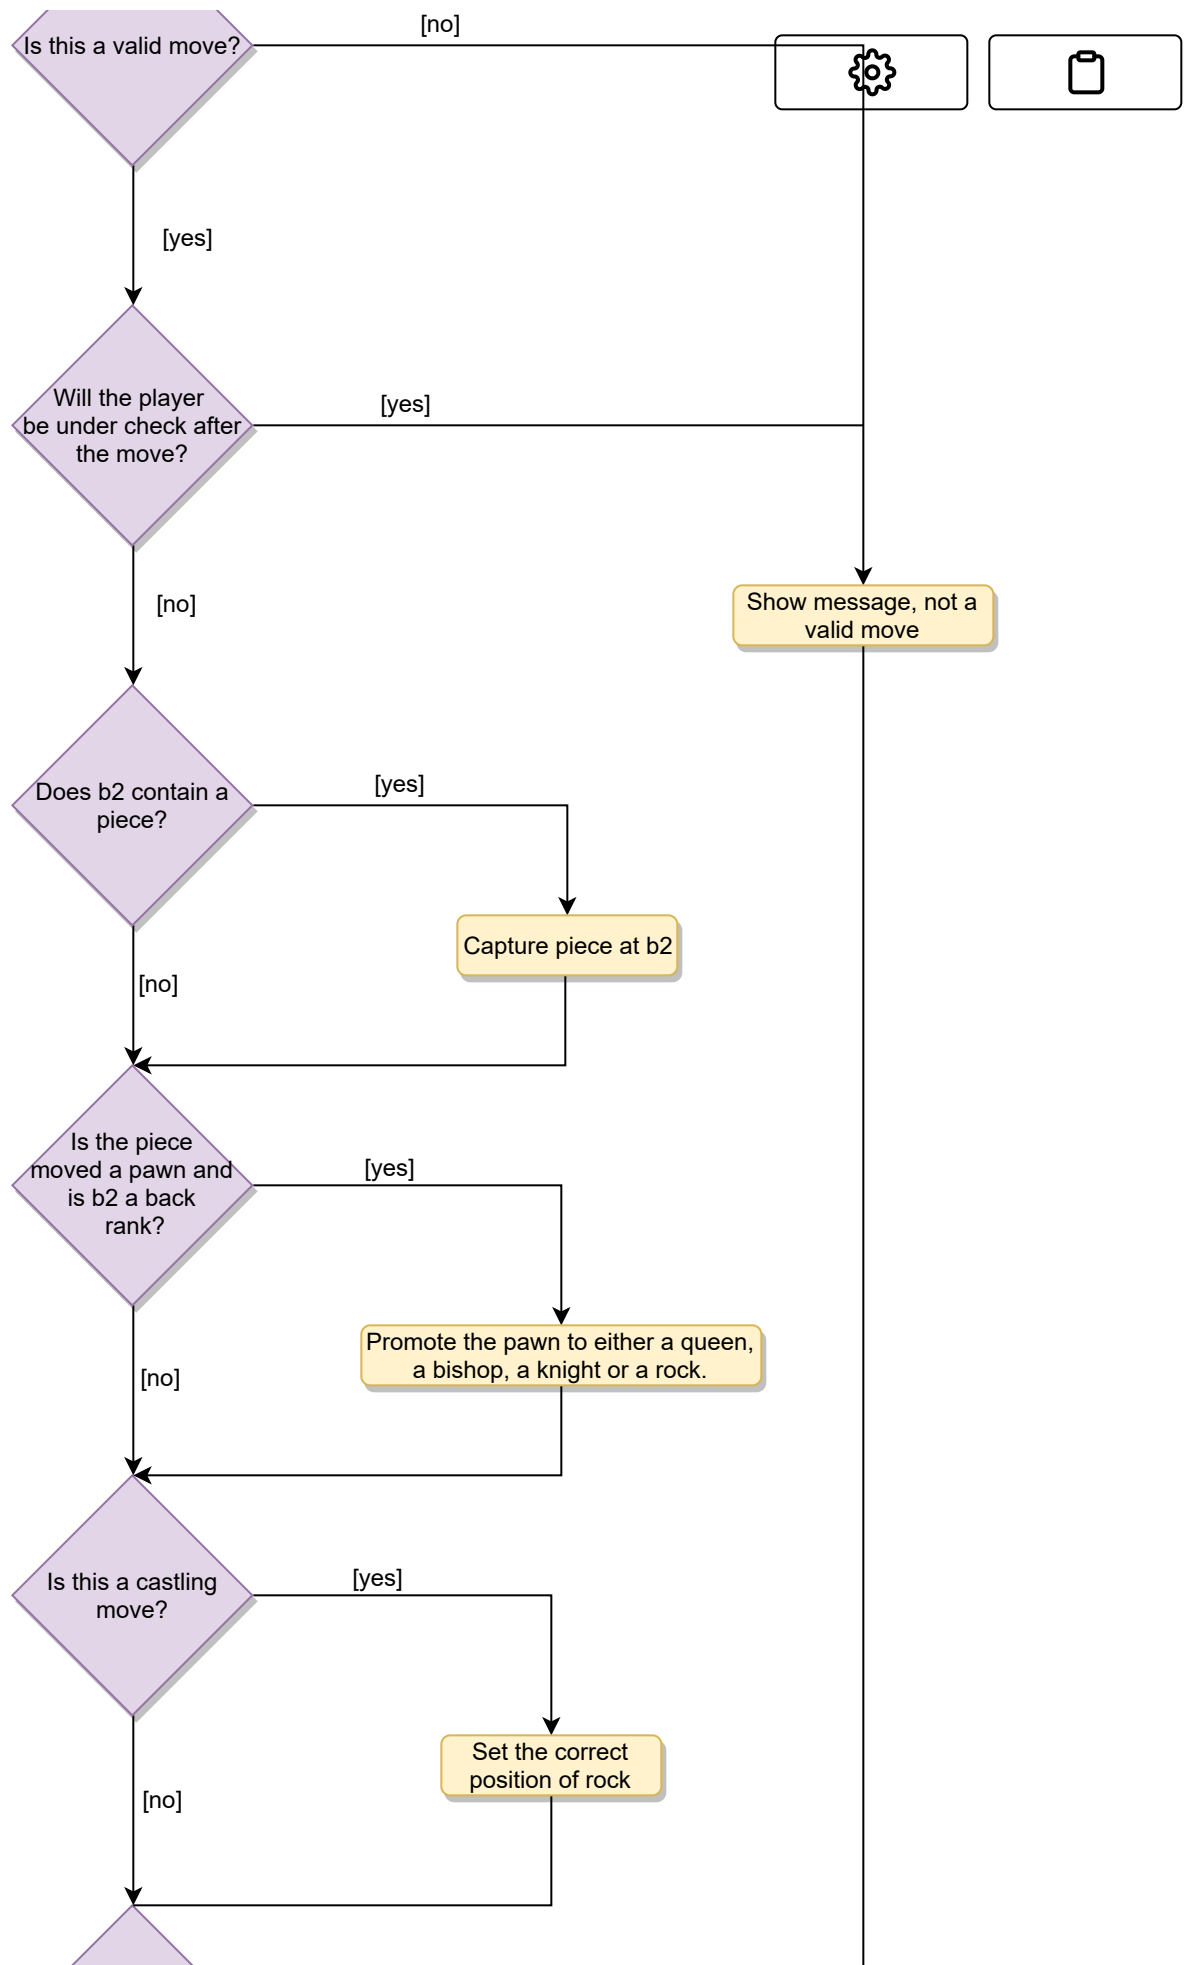 [no]
Is this a valid move?
[yes]
Will the player
be under check after
the move?
[yes]
[no]
Show message, not a
valid move
Does b2 contain a
piece?
[yes]
Capture piece at b2
[no]
Is the piece
moved a pawn and
is b2 a back
rank?
[yes]
Promote the pawn to either a queen,
a bishop, a knight or a rock.
[no]
Is this a castling
move?
[yes]
Set the correct
position of rock
[no]